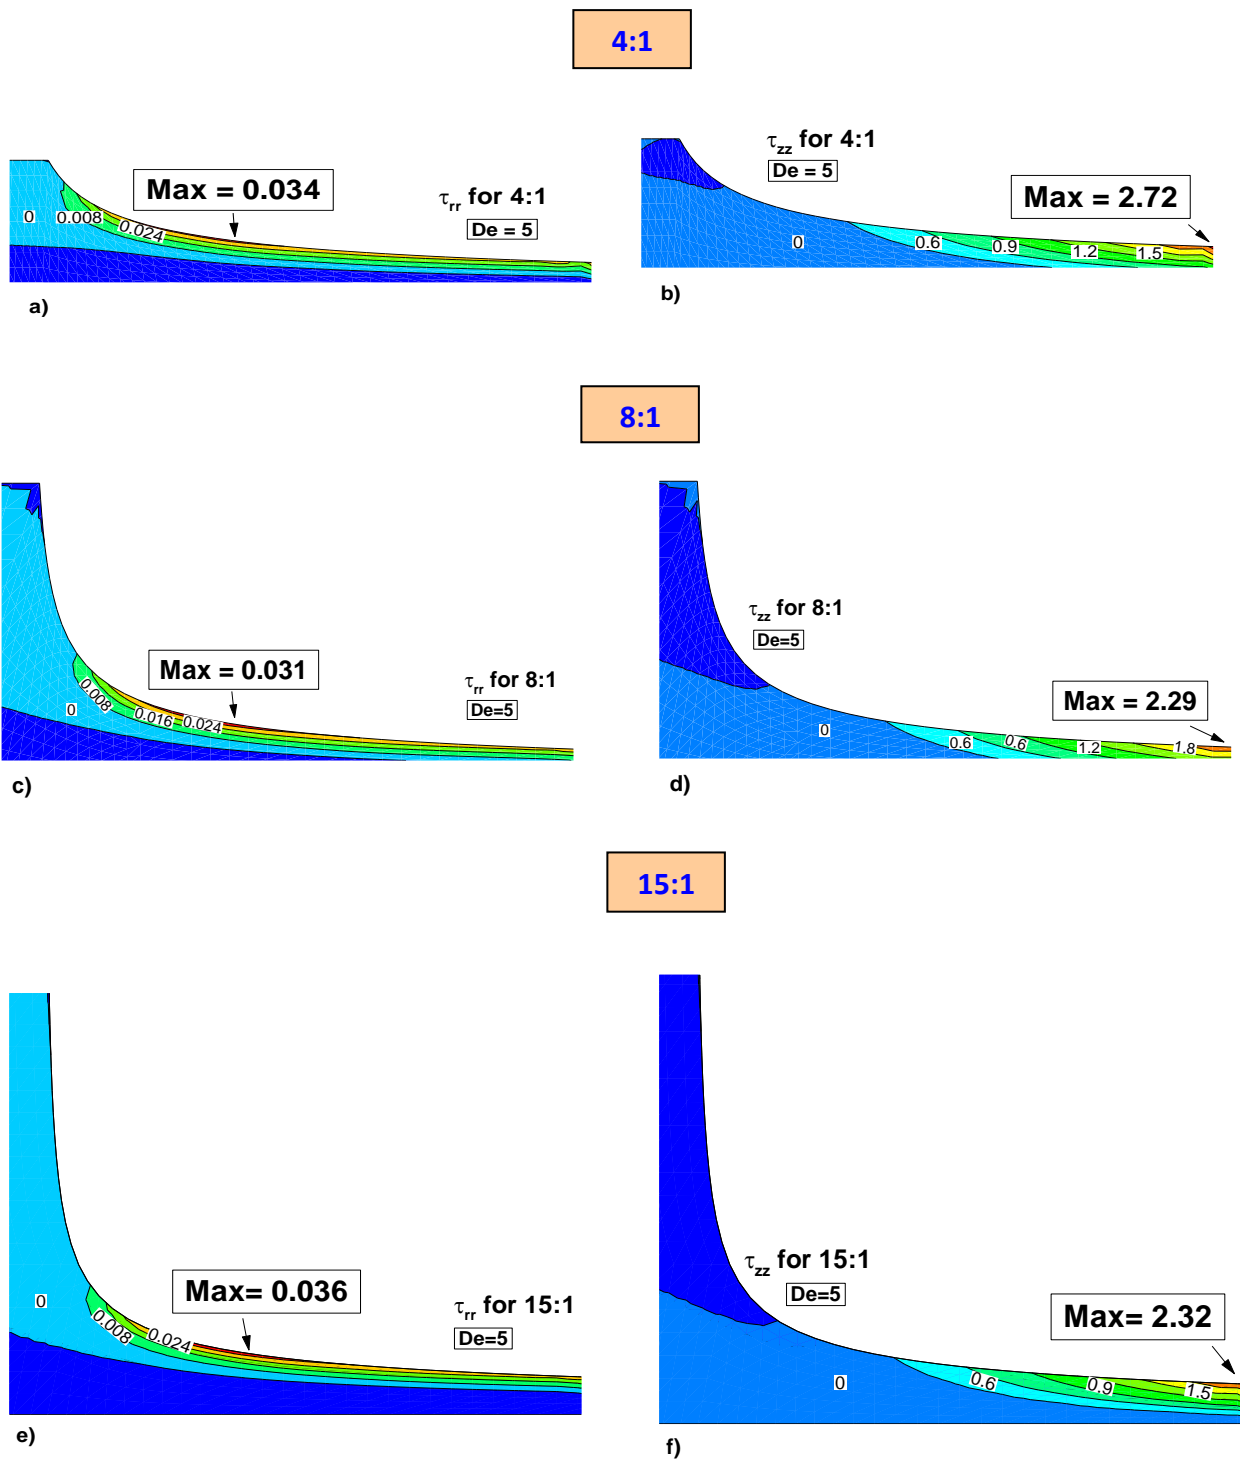 4:1
τrr for 4:1
De = 5
Max = 0.034
0
0.008
0.024
a)
τzz for 4:1
De = 5
Max = 2.72
0
0.6
0.9
1.2
1.5
b)
8:1
τrr for 8:1
De=5
Max = 0.031
0
0.008
0.016
0.024
c)
τzz for 8:1
De=5
Max = 2.29
0
0.6
0.6
1.2
1.8
d)
15:1
τrr for 15:1
De=5
Max= 0.036
0
0.008
0.024
e)
τzz for 15:1
De=5
Max= 2.32
0
0.6
0.9
1.5
f)